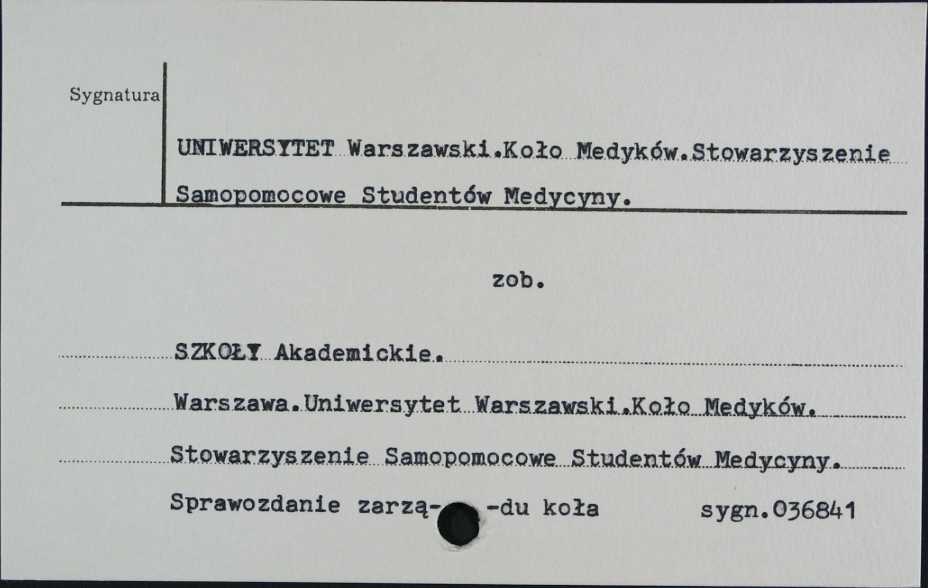 Sygnatura
UNIWERSYTET Warszawski.Koło Medyków.Stowarzyszenie
Samopomocowe Studentów Medycyny.
zob.
SZKOŁY Akademickie.
Warszawa.Uniwersytet Warszawski.Koło Medyków.
Stowarzyszenie Samopomocowe Studentów Medycyny.
Sprawozdanie zarzą- -du koła sygn.036841